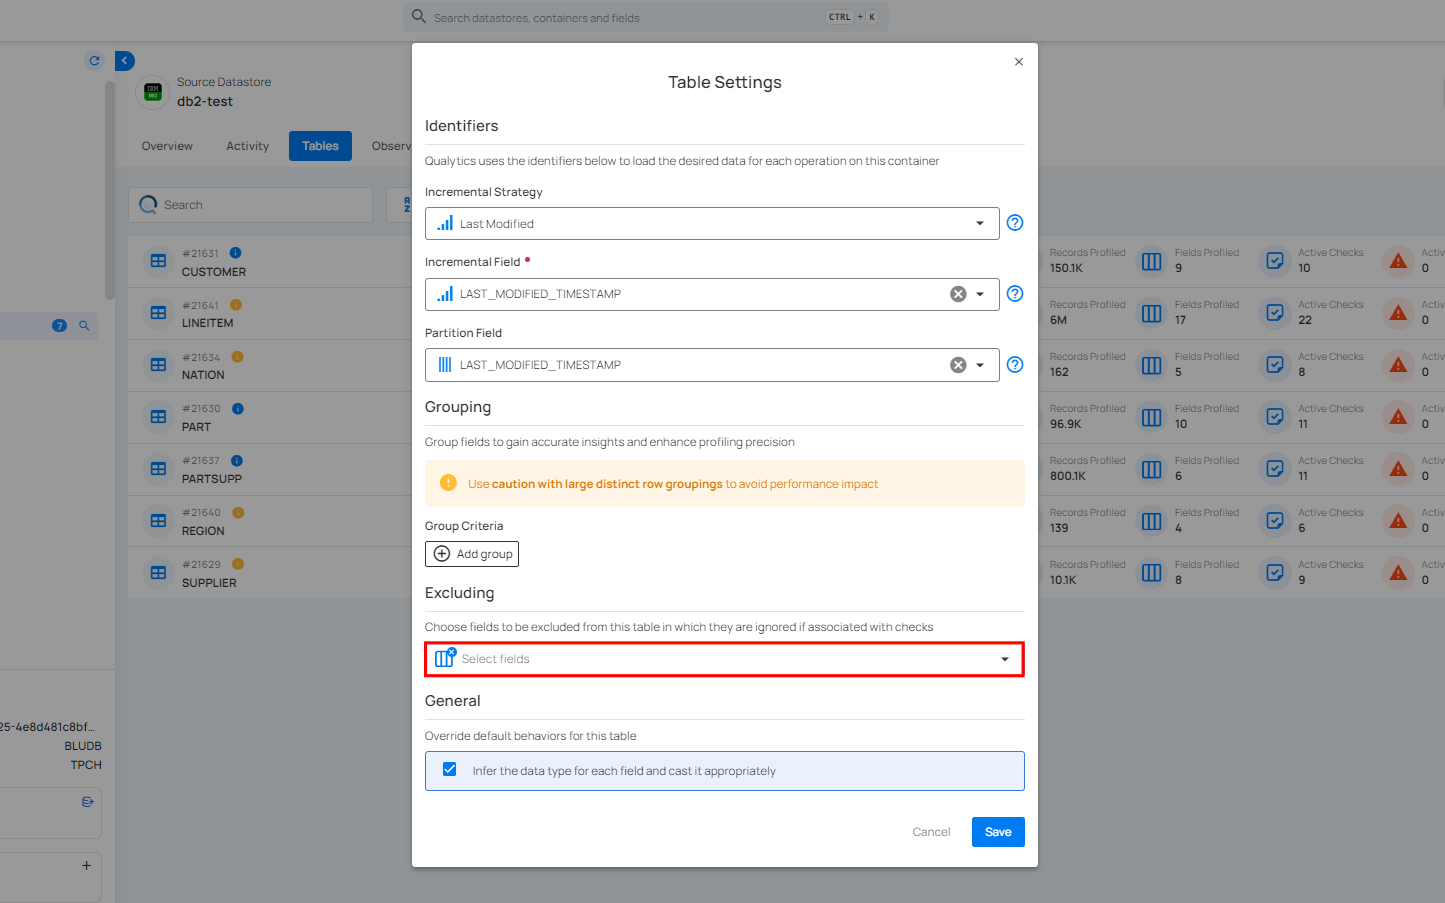 Search datastores, containers and fields
CTRL + K
Source Datastore
db2-test
Overview
Activity
Tables
Observ
Search
#21631
CUSTOMER
#21641
LINEITEM
#21634
NATION
#21630
PART
#21637
PARTSUPP
#21640
REGION
#21629
SUPPLIER
7
25-4e8d481c8bf...
BLUDB
TPCH
Table Settings
Identifiers
Qualytics uses the identifiers below to load the desired data for each operation on this container
Incremental Strategy
Last Modified
Incremental Field
LAST_MODIFIED_TIMESTAMP
Partition Field
LAST_MODIFIED_TIMESTAMP
Grouping
Group fields to gain accurate insights and enhance profiling precision
Use caution with large distinct row groupings to avoid performance impact
Group Criteria
Add group
Excluding
Choose fields to be excluded from this table in which they are ignored if associated with checks
Select fields
General
Override default behaviors for this table
Infer the data type for each field and cast it appropriately
Cancel
Save
Records Profiled Fields Profiled Active Checks Activ
150.1K 9 10 0
Records Profiled Fields Profiled Active Checks Activ
6M 17 22 0
Records Profiled Fields Profiled Active Checks Activ
162 5 8 0
Records Profiled Fields Profiled Active Checks Activ
96.9K 10 11 0
Records Profiled Fields Profiled Active Checks Activ
800.1K 6 11 0
Records Profiled Fields Profiled Active Checks Activ
139 4 6 0
Records Profiled Fields Profiled Active Checks Activ
10.1K 8 9 0